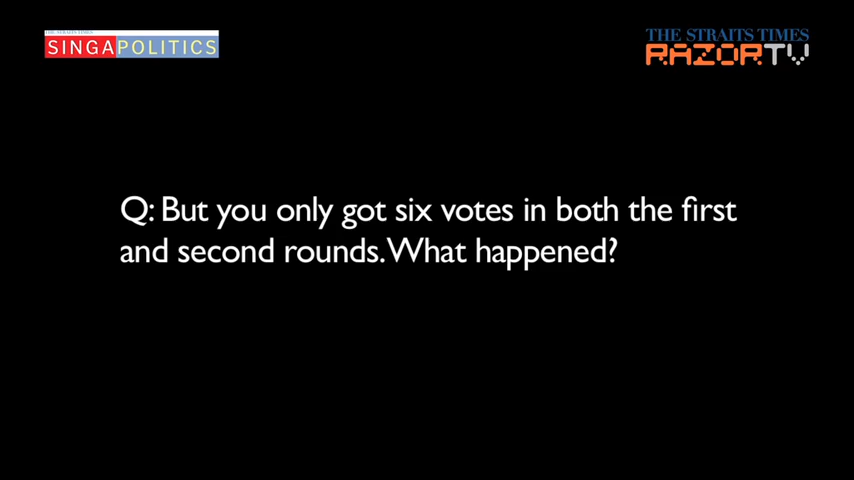 THE STRAITS TIMES
SINGAPOLITICS
THE STRAITS TIMES
RAZORTV
Q: But you only got six votes in both the first
and second rounds. What happened?